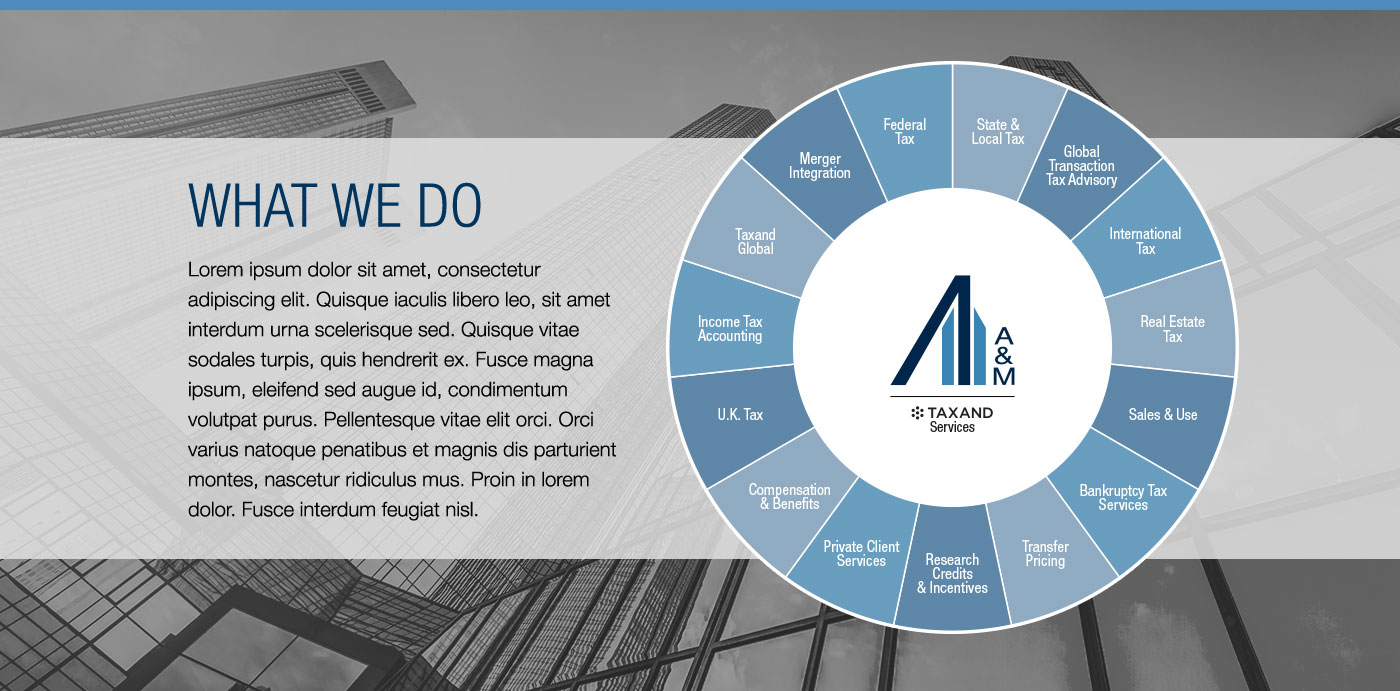 WHAT WE DO
Lorem ipsum dolor sit amet, consectetur
adipiscing elit. Quisque iaculis libero leo, sit amet
interdum urna scelerisque sed. Quisque vitae
sodales turpis, quis hendrerit ex. Fusce magna
ipsum, eleifend sed augue id, condimentum
volutpat purus. Pellentesque vitae elit orci. Orci
varius natoque penatibus et magnis dis parturient
montes, nascetur ridiculus mus. Proin in lorem
dolor. Fusce interdum feugiat nisl.
Federal
Tax
State &
Local Tax
Global
Transaction
Tax Advisory
International
Tax
Real Estate
Tax
Sales & Use
Bankruptcy Tax
Services
Transfer
Pricing
Research
Credits
& Incentives
Private Client
Services
Compensation
& Benefits
U.K. Tax
Income Tax
Accounting
Taxand
Global
Merger
Integration
A
&
M
TAXAND
Services